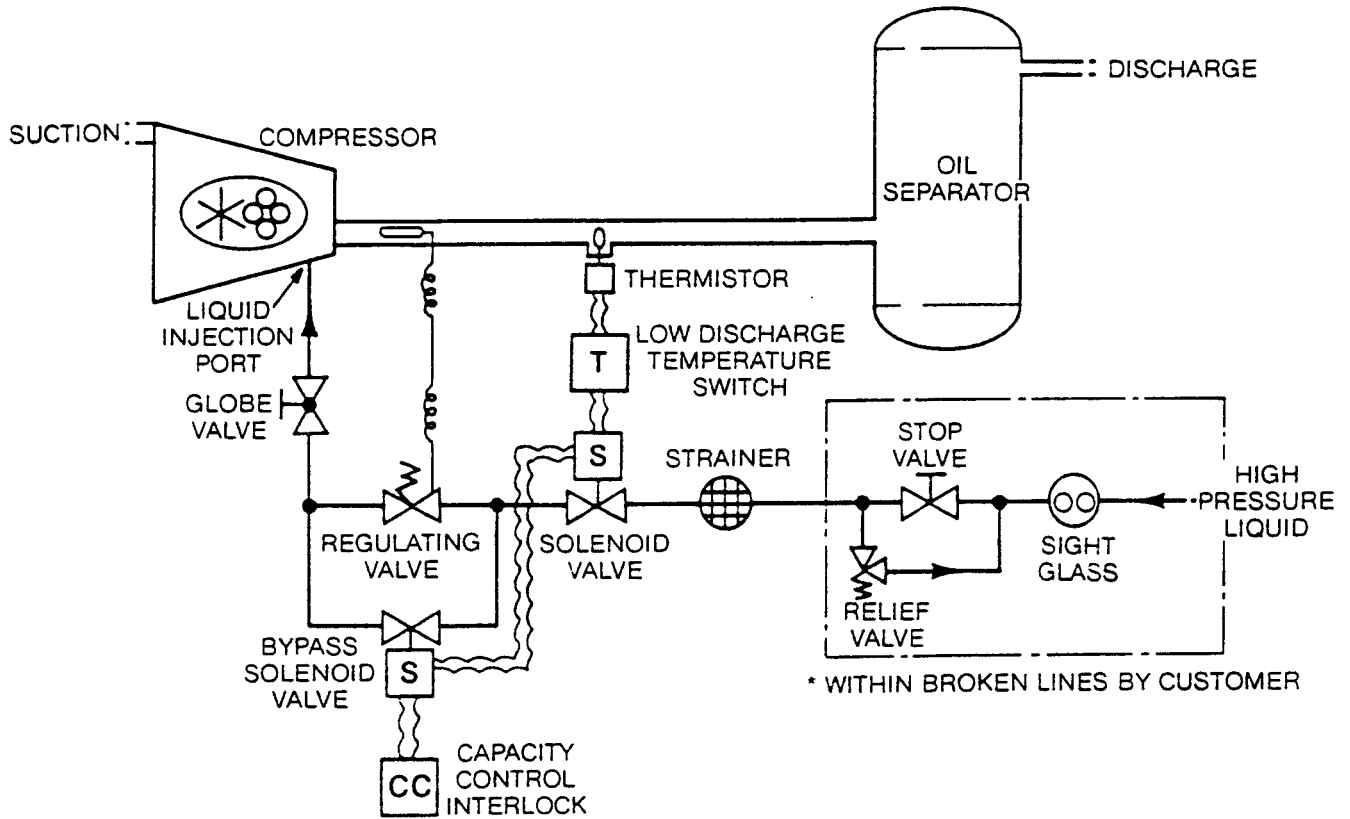 DISCHARGE
SUCTION
COMPRESSOR
OIL
SEPARATOR
THERMISTOR
LIQUID
INJECTION
PORT
LOW DISCHARGE
TEMPERATURE
SWITCH
T
GLOBE
VALVE
S
STRAINER
STOP
VALVE
HIGH
PRESSURE
LIQUID
REGULATING
VALVE
SOLENOID
VALVE
SIGHT
GLASS
RELIEF
VALVE
BYPASS
SOLENOID
VALVE
S
* WITHIN BROKEN LINES BY CUSTOMER
CC
CAPACITY
CONTROL
INTERLOCK